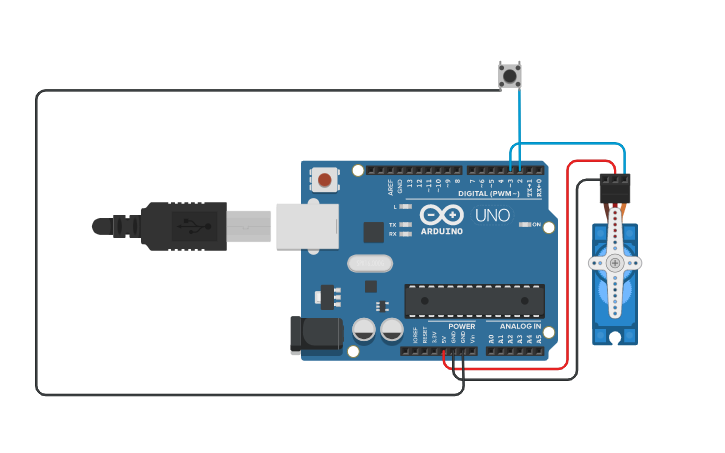 AREF
GND
13
12
~11
~10
~9
8
7
~6
~5
4
~3
2
TX→1
RX←0
DIGITAL (PWM~)
L
TX
RX
UNO
ON
ARDUINO
POWER
ANALOG IN
IOREF
RESET
3.3V
5V
GND
GND
Vin
A0
A1
A2
A3
A4
A5